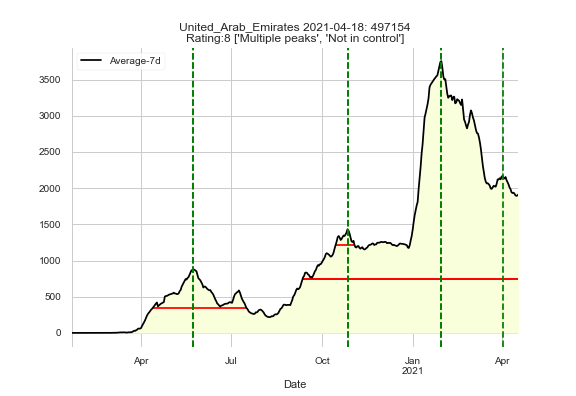 United_Arab_Emirates 2021-04-18: 497154
Rating:8 ['Multiple peaks', 'Not in control']
Average-7d
3500
3000
2500
2000
1500
1000
500
0
Apr
Jul
Oct
Jan
2021
Apr
Date